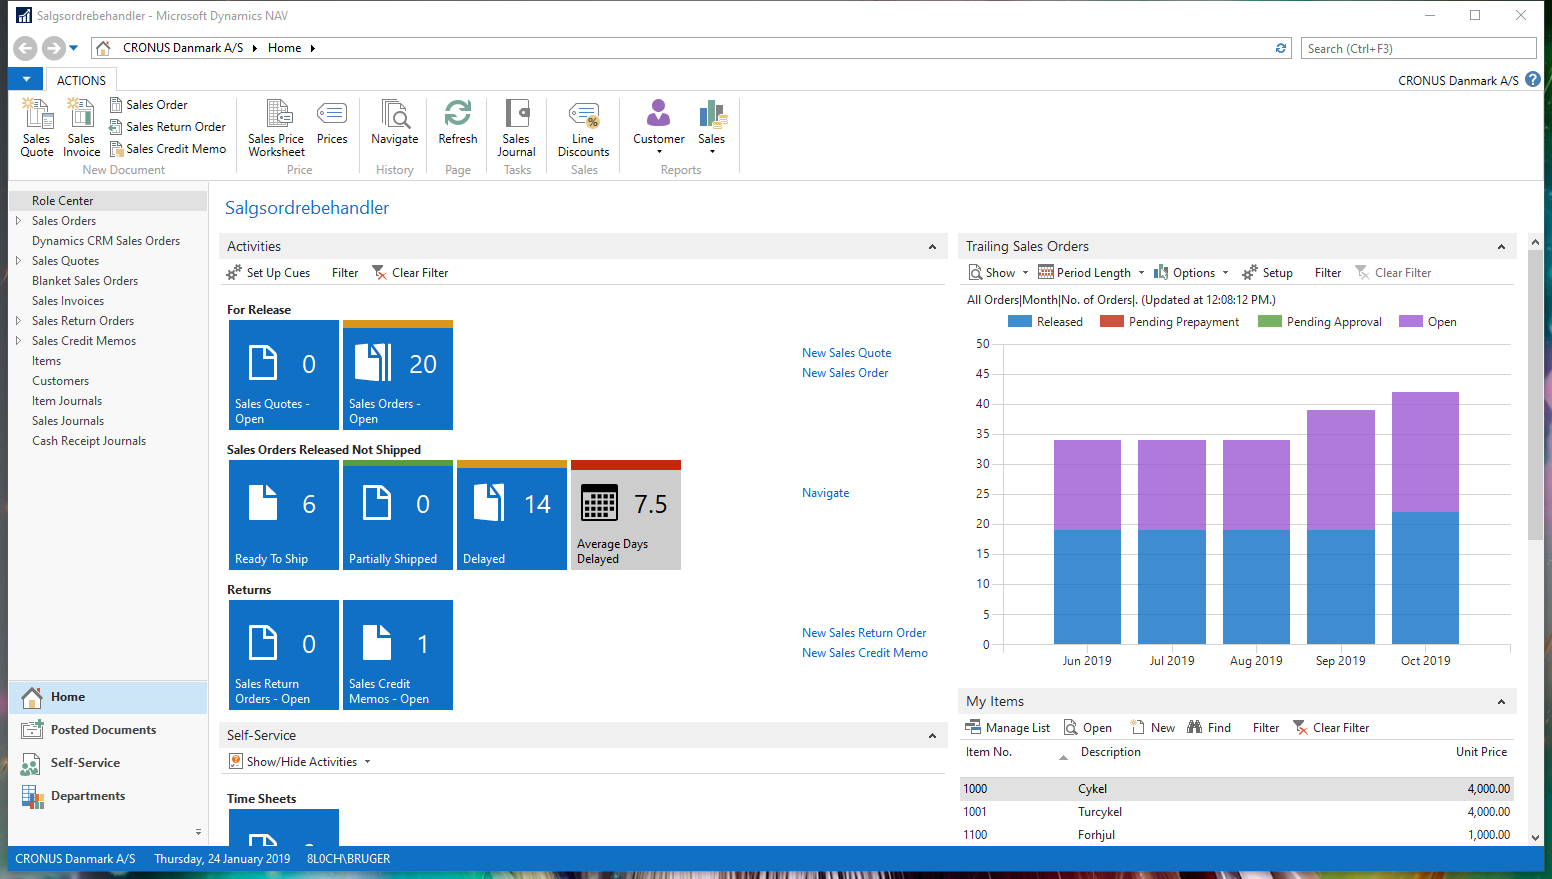 Salgsordrebehandler - Microsoft Dynamics NAV
CRONUS Danmark A/S
Home
Search (Ctrl+F3)
ACTIONS
CRONUS Danmark A/S
Sales Quote
Sales Invoice
Sales Order
Sales Return Order
Sales Credit Memo
New Document
Sales Price Worksheet
Prices
Price
Navigate
History
Refresh
Page
Sales Journal
Tasks
Line Discounts
Sales
Customer
Sales
Reports
Role Center
Sales Orders
Dynamics CRM Sales Orders
Sales Quotes
Blanket Sales Orders
Sales Invoices
Sales Return Orders
Sales Credit Memos
Items
Customers
Item Journals
Sales Journals
Cash Receipt Journals
Home
Posted Documents
Self-Service
Departments
Salgsordrebehandler
Activities
Set Up Cues Filter Clear Filter
For Release
0
Sales Quotes -
Open
20
Sales Orders -
Open
New Sales Quote
New Sales Order
Sales Orders Released Not Shipped
6
Ready To Ship
0
Partially Shipped
14
Delayed
7.5
Average Days
Delayed
Navigate
Returns
0
Sales Return
Orders - Open
1
Sales Credit
Memos - Open
New Sales Return Order
New Sales Credit Memo
Self-Service
Show/Hide Activities
Time Sheets
Trailing Sales Orders
Show Period Length Options Setup Filter Clear Filter
All Orders|Month|No. of Orders|. (Updated at 12:08:12 PM.)
Released Pending Prepayment Pending Approval Open
50
45
40
35
30
25
20
15
10
5
0
Jun 2019 Jul 2019 Aug 2019 Sep 2019 Oct 2019
My Items
Manage List Open New Find Filter Clear Filter
Item No. Description Unit Price
1000 Cykel 4,000.00
1001 Turcykel 4,000.00
1100 Forhjul 1,000.00
CRONUS Danmark A/S Thursday, 24 January 2019 8L0CH\BRUGER